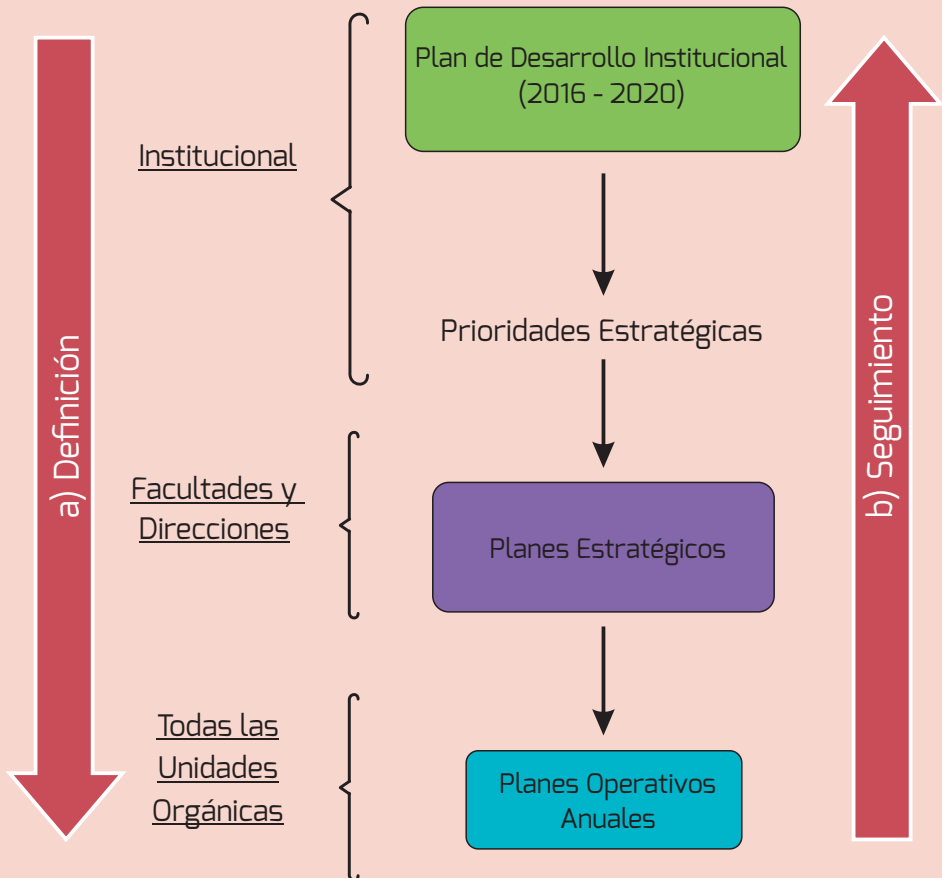 Plan de Desarrollo Institucional
(2016 - 2020)
Institucional
Prioridades Estratégicas
a) Definición
b) Seguimiento
Facultades y
Direcciones
Planes Estratégicos
Todas las
Unidades
Orgánicas
Planes Operativos
Anuales